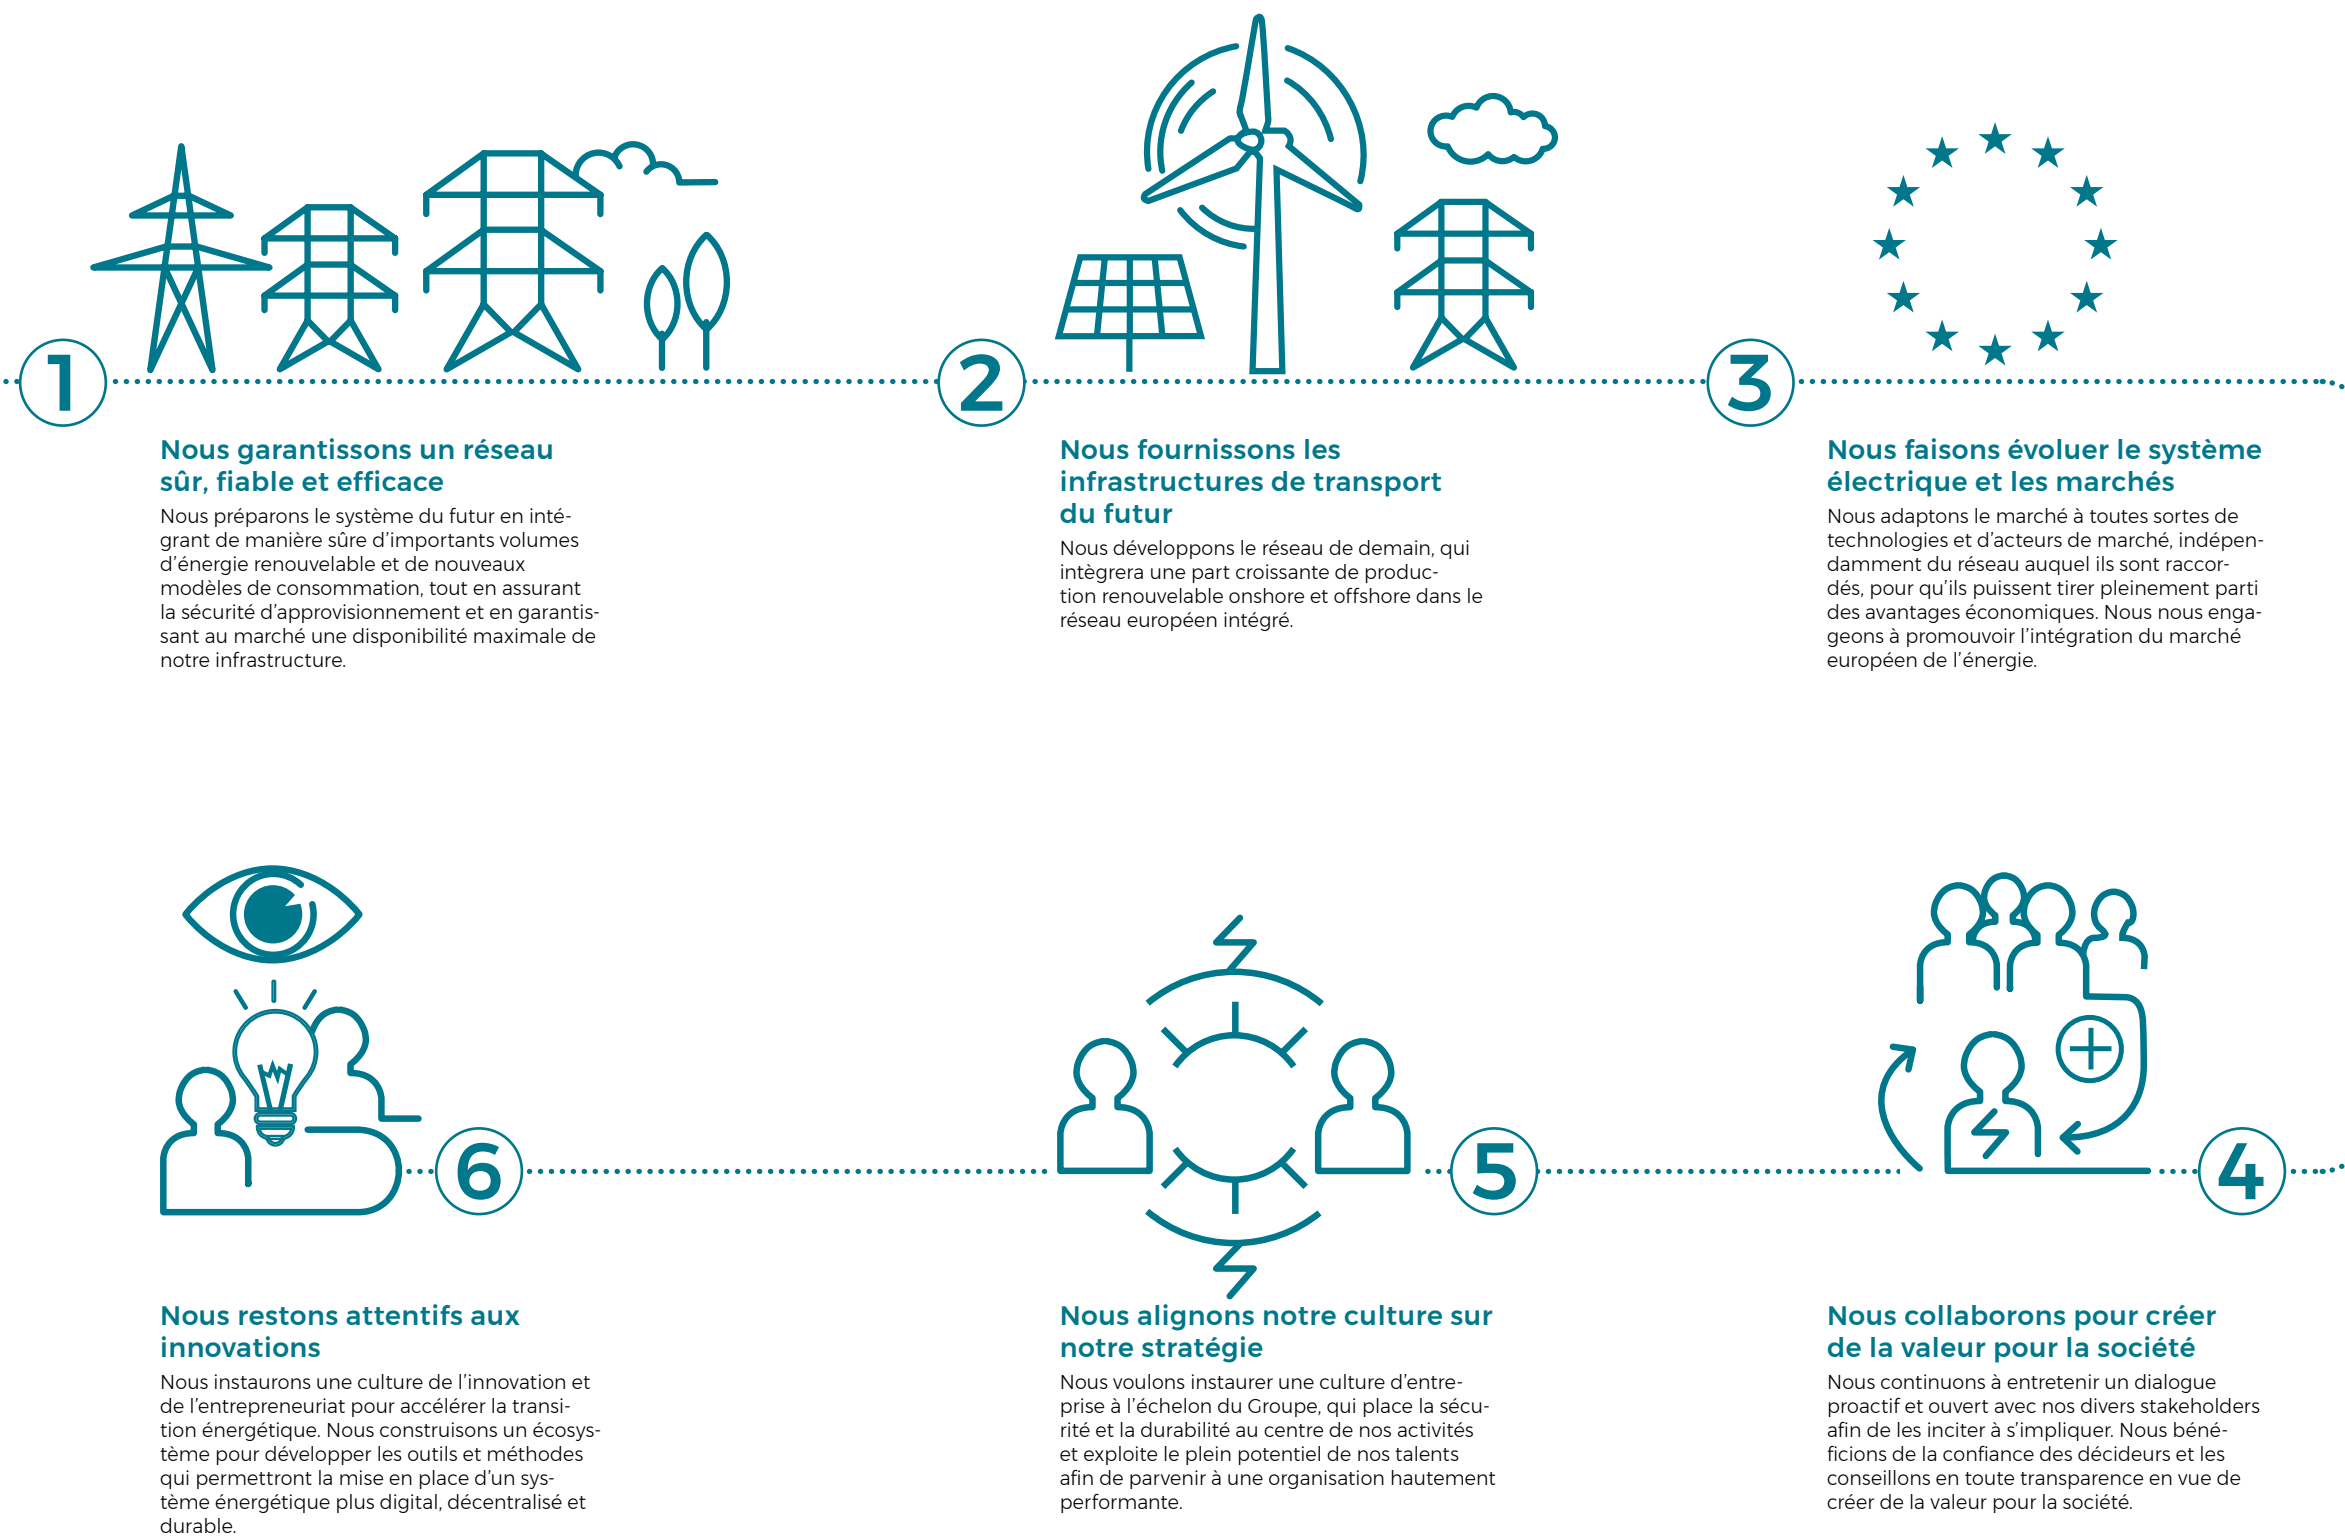 1
Nous garantissons un réseau
sûr, fiable et efficace
Nous préparons le système du futur en inté-
grant de manière sûre d'importants volumes
d'énergie renouvelable et de nouveaux
modèles de consommation, tout en assurant
la sécurité d'approvisionnement et en garantis-
sant au marché une disponibilité maximale de
notre infrastructure.
2
Nous fournissons les
infrastructures de transport
du futur
Nous développons le réseau de demain, qui
intègrera une part croissante de produc-
tion renouvelable onshore et offshore dans le
réseau européen intégré.
3
Nous faisons évoluer le système
électrique et les marchés
Nous adaptons le marché à toutes sortes de
technologies et d'acteurs de marché, indépen-
damment du réseau auquel ils sont raccor-
dés, pour qu'ils puissent tirer pleinement parti
des avantages économiques. Nous nous enga-
geons à promouvoir l'intégration du marché
européen de l'énergie.
4
Nous collaborons pour créer
de la valeur pour la société
Nous continuons à entretenir un dialogue
proactif et ouvert avec nos divers stakeholders
afin de les inciter à s'impliquer. Nous béné-
ficions de la confiance des décideurs et les
conseillons en toute transparence en vue de
créer de la valeur pour la société.
5
Nous alignons notre culture sur
notre stratégie
Nous voulons instaurer une culture d'entre-
prise à l'échelon du Groupe, qui place la sécu-
rité et la durabilité au centre de nos activités
et exploite le plein potentiel de nos talents
afin de parvenir à une organisation hautement
performante.
6
Nous restons attentifs aux
innovations
Nous instaurons une culture de l'innovation et
de l'entrepreneuriat pour accélérer la transi-
tion énergétique. Nous construisons un écosys-
tème pour développer les outils et méthodes
qui permettront la mise en place d'un sys-
tème énergétique plus digital, décentralisé et
durable.